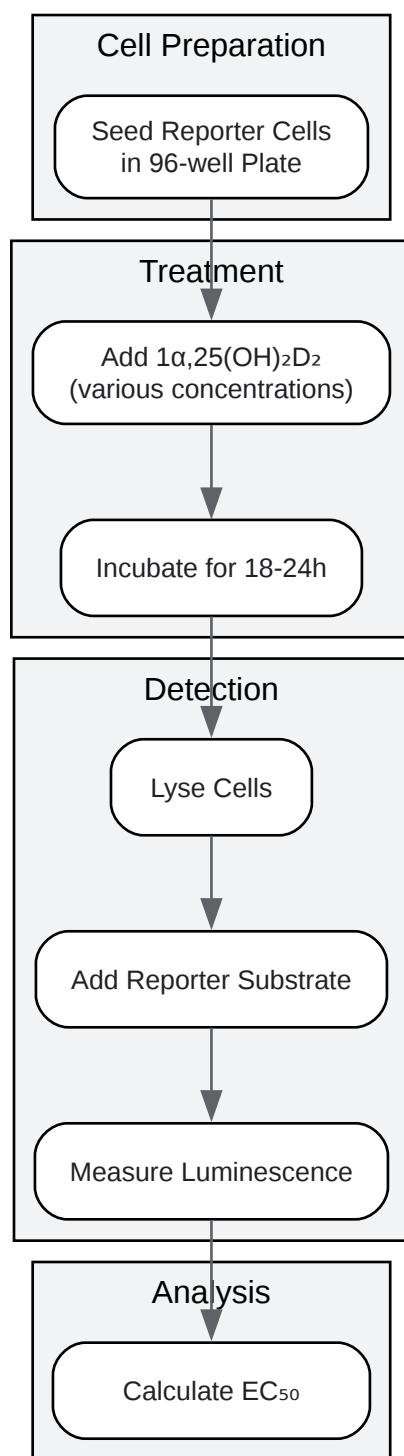 Cell Preparation
Seed Reporter Cells
in 96-well Plate
Treatment
Add 1α,25(OH)₂D₂
(various concentrations)
Incubate for 18-24h
Detection
Lyse Cells
Add Reporter Substrate
Measure Luminescence
Analysis
Calculate EC₅₀